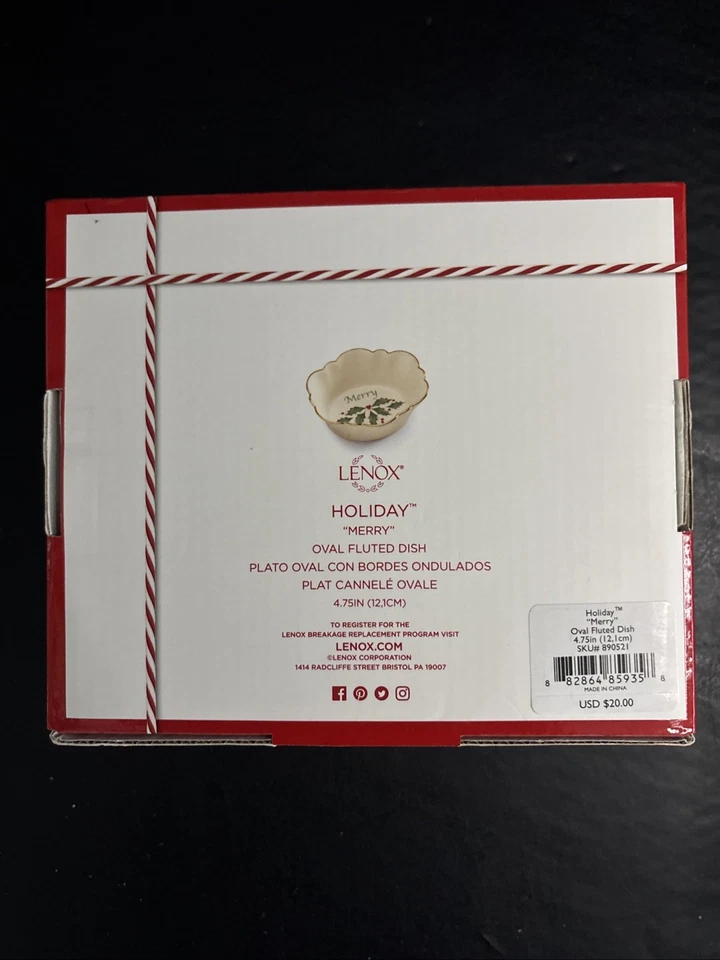 Merry
LENOX®
HOLIDAY™
"MERRY"
OVAL FLUTED DISH
PLATO OVAL CON BORDES ONDULADOS
PLAT CANNELÉ OVALE
4.75IN (12,1CM)
TO REGISTER FOR THE
LENOX BREAKAGE REPLACEMENT PROGRAM VISIT
LENOX.COM
©LENOX CORPORATION
1414 RADCLIFFE STREET BRISTOL PA 19007
Holiday™
"Merry"
Oval Fluted Dish
4.75in (12,1cm)
SKU# 890521
8 82864 85935 8
MADE IN CHINA
USD $20.00